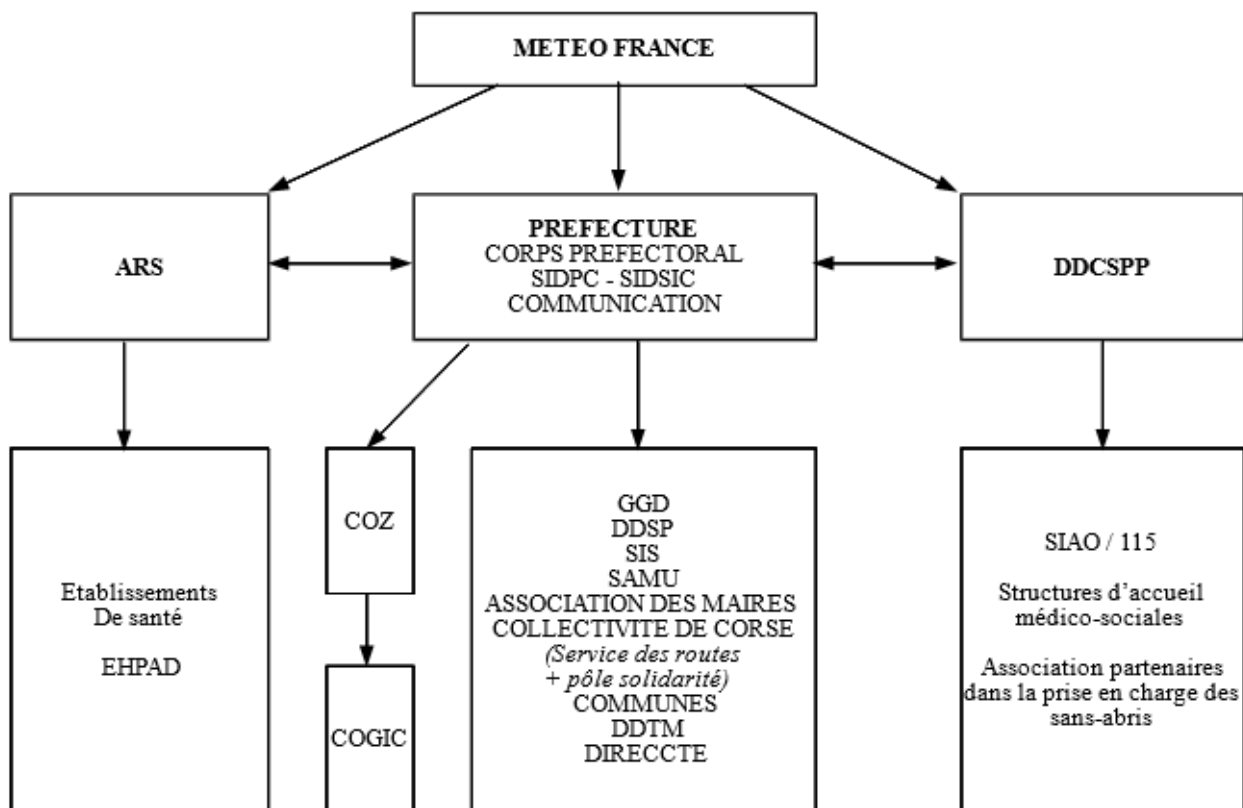 METEO FRANCE
ARS
PREFECTURE
CORPS PREFECTORAL
SIDPC - SIDSIC
COMMUNICATION
DDCSPP
Etablissements
De santé
EHPAD
COZ
COGIC
GGD
DDSP
SIS
SAMU
ASSOCIATION DES MAIRES
COLLECTIVITE DE CORSE
(Service des routes
+ pôle solidarité)
COMMUNES
DDTM
DIRECCTE
SIAO / 115
Structures d’accueil
médico-sociales
Association partenaires
dans la prise en charge des
sans-abris